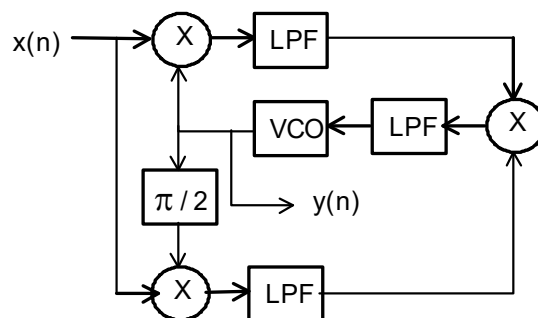 x(n)
X
LPF
X
VCO
LPF
π / 2
y(n)
X
LPF